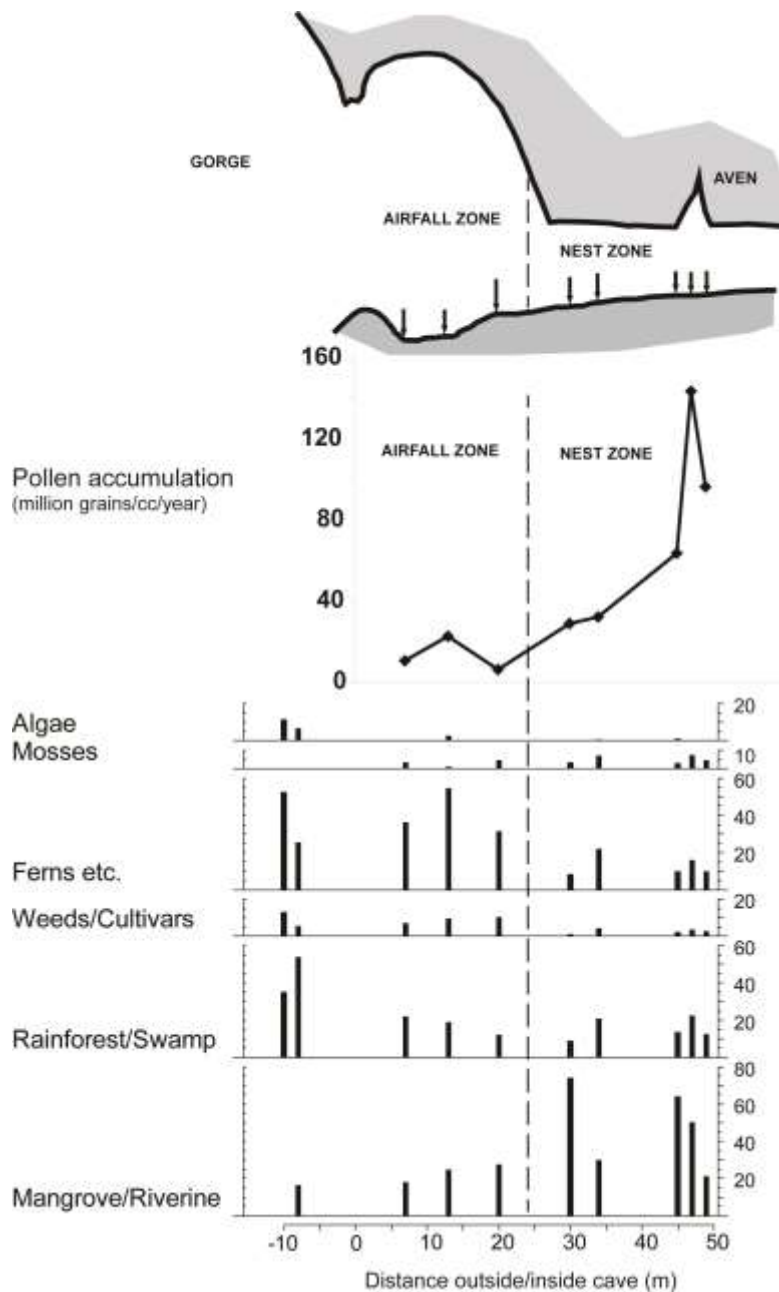 GORGE
AVEN
AIRFALL ZONE
NEST ZONE
160
120
AIRFALL ZONE
NEST ZONE
Pollen accumulation
(million grains/cc/year)
80
40
0
Algae
20
Mosses
10
60
40
Ferns etc.
20
Weeds/Cultivars
20
60
40
Rainforest/Swamp
20
80
60
40
Mangrove/Riverine
20
-10 0 10 20 30 40 50
Distance outside/inside cave (m)